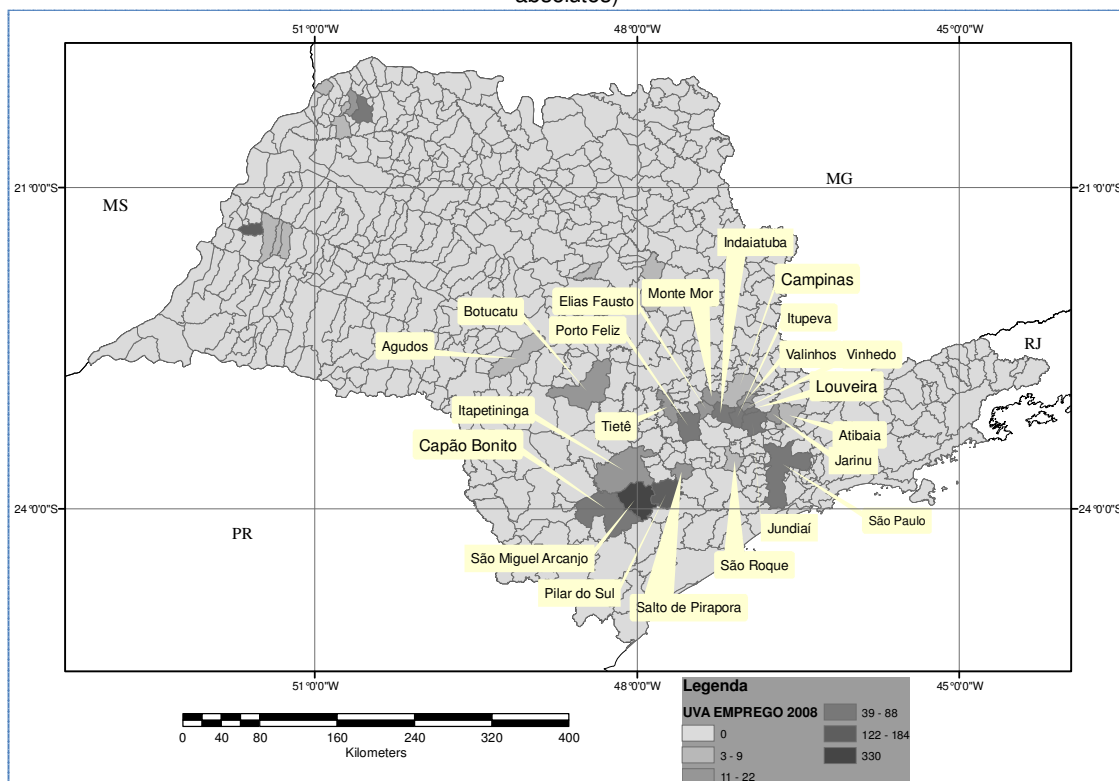 absolutos)
51°0'0"W
48°0'0"W
45°0'0"W
21°0'0"S
21°0'0"S
MG
MS
Indaiatuba
Campinas
Monte Mor
Elias Fausto
Botucatu
Itupeva
Porto Feliz
Agudos
Valinhos
Vinhedo
RJ
Louveira
Itapetininga
Tietê
Atibaia
Capão Bonito
Jarinu
24°0'0"S
24°0'0"S
São Paulo
Jundiaí
PR
São Miguel Arcanjo
São Roque
Pilar do Sul
Salto de Pirapora
51°0'0"W
48°0'0"W
45°0'0"W
Legenda
UVA EMPREGO 2008
0
3 - 9
11 - 22
39 - 88
122 - 184
330
0 40 80 160 240 320 400
Kilometers